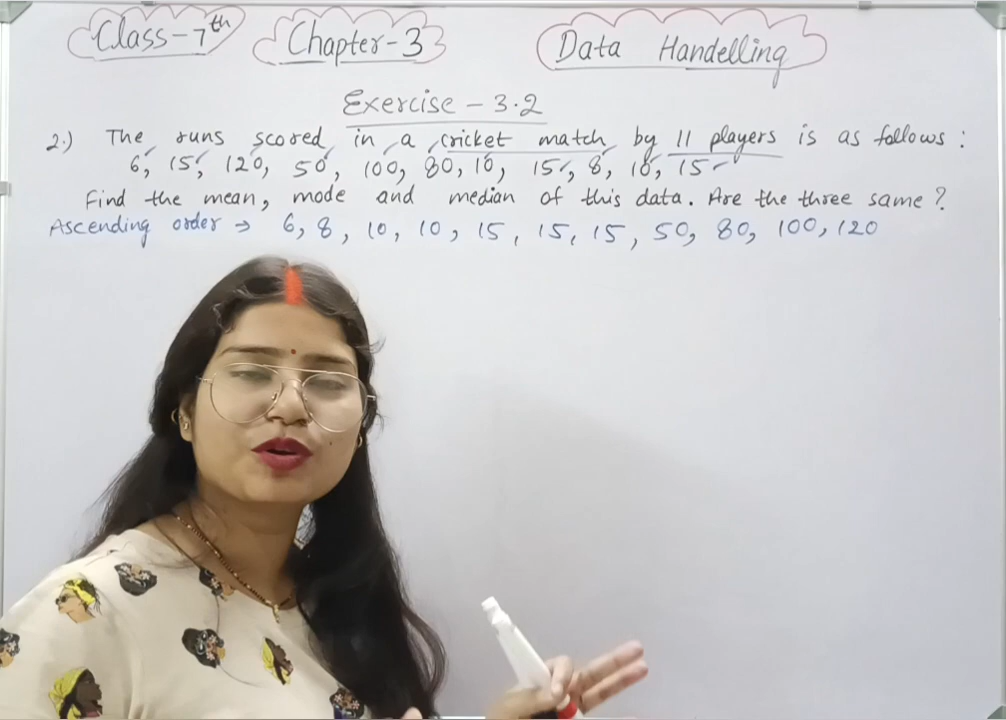 Class-7th Chapter-3 Data Handelling
Exercise - 3.2
2.) The runs scored in a cricket match by 11 players is as follows :
6, 15, 120, 50, 100, 80, 10, 15, 8, 10, 15
Find the mean, mode and median of this data. Are the three same ?
Ascending order → 6, 8, 10, 10, 15, 15, 15, 50, 80, 100, 120